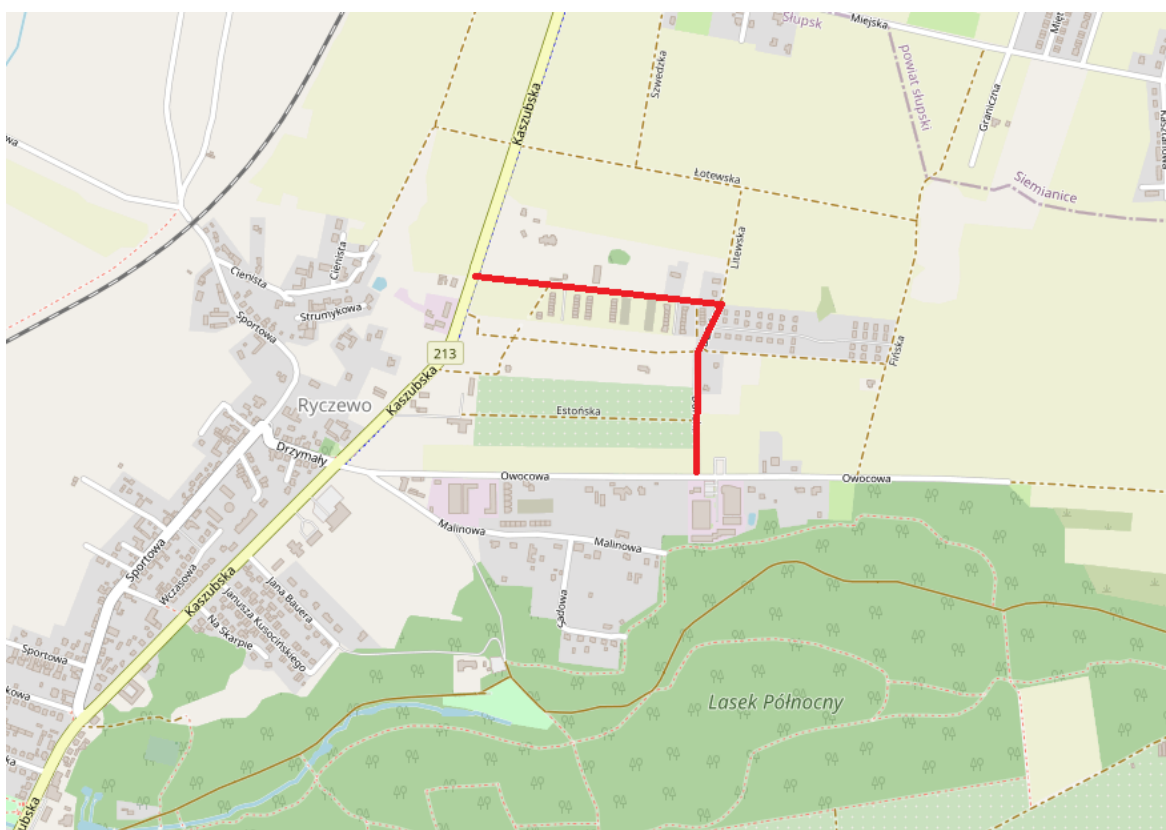 Słupsk
Miejska
powiat słupski
Szwedzka
Kaszubska
Graniczna
Siemianice
Łotewska
Litewska
Cienista
Cienista
Strumykowa
Sportowa
213
Fińska
Kaszubska
Ryczewo
Estońska
Drzymały
Owocowa
Owocowa
Malinowa
Malinowa
Sportowa
Wczasowa
Kaszubska
Jana Bauera
Janusza Kusocińskiego
Na Skarpie
Sadowa
Sportowa
Lasek Północny